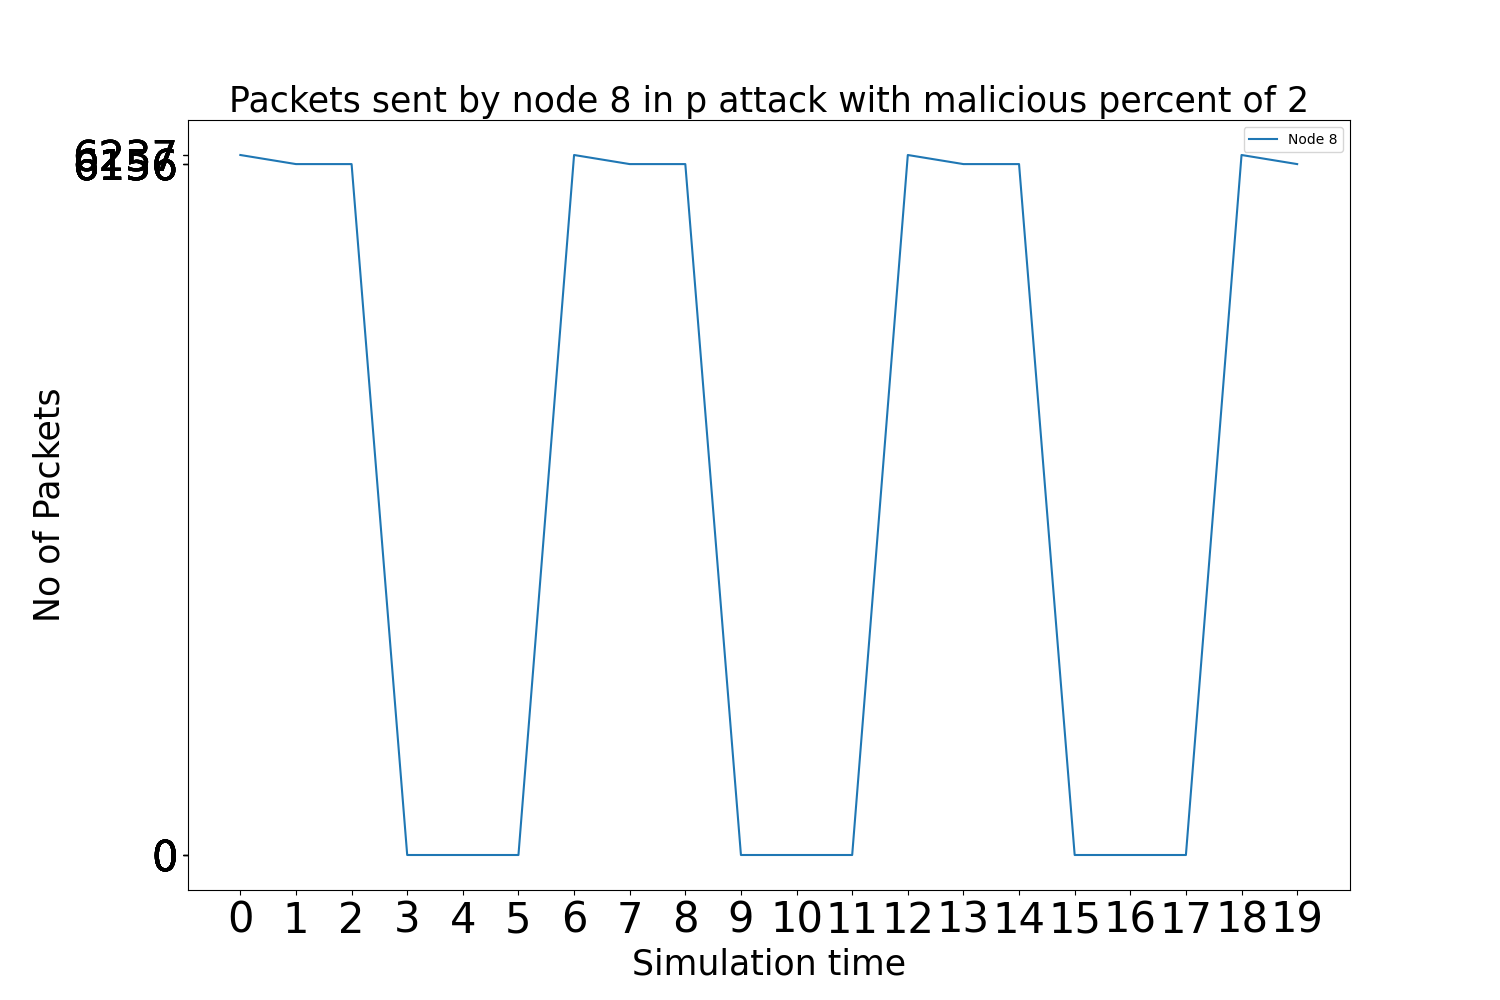 Packets sent by node 8 in p attack with malicious percent of 2
Node 8
6237
6156
0
No of Packets
0 1 2 3 4 5 6 7 8 9 10 11 12 13 14 15 16 17 18 19
Simulation time